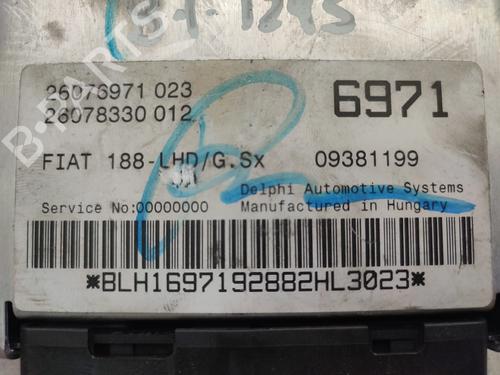 B-PARTS
26076971 023
26078330 012
6971
FIAT 188-LHD/G.Sx 09381199
Delphi Automotive Systems
Service No:00000000 Manufactured in Hungary
*BLH1697192882HL3023*